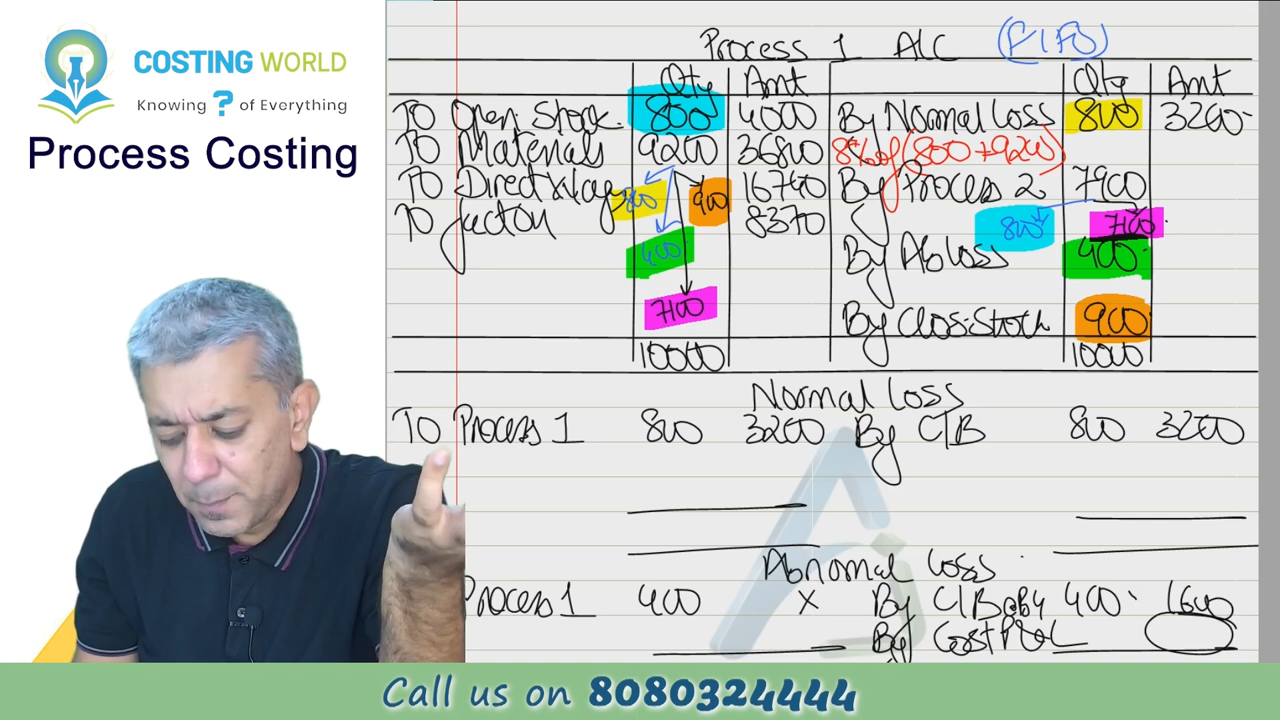 COSTING WORLD
Knowing ? of Everything
Process Costing
Process 1 A/C (FIFO)
Qty Amt Qty Amt
To Open. Stock 800 4000 By Normal Loss 800 3200
To Materials 9200 36800 8% of (800 + 9200)
To Direct Wages 16740 By Process 2 7900
800 900
To factory 8370 800 7100
400 By Ab Loss 400
7100 By Clos. Stock 900
10000 10000
Normal Loss
To Process 1 800 3200 By C/B 800 3200
Abnormal Loss
Process 1 400 x By C/B @ 4 400 1600
By Cost P&L
Call us on 8080324444